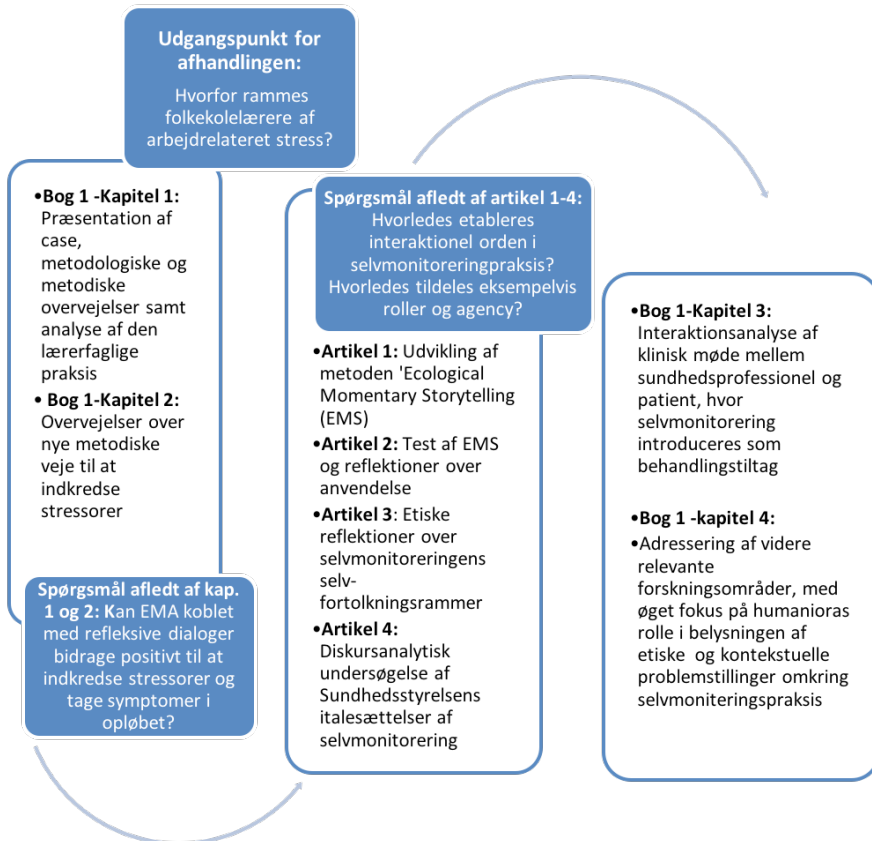 Udgangspunkt for
afhandlingen:
Hvorfor rammes
folkekolelærere af
arbejdrelateret stress?
•Bog 1 -Kapitel 1:
Præsentation af
case,
metodologiske og
metodiske
overvejelser samt
analyse af den
lærerfaglige
praksis
• Bog 1-Kapitel 2:
Overvejelser over
nye metodiske
veje til at
indkredse
stressorer
Spørgsmål afledt af kap.
1 og 2: Kan EMA koblet
med refleksive dialoger
bidrage positivt til at
indkredse stressorer og
tage symptomer i
opløbet?
Spørgsmål afledt af artikel 1-4:
Hvorledes etableres
interaktionel orden i
selvmonitoreringpraksis?
Hvorledes tildeles eksempelvis
roller og agency?
•Artikel 1: Udvikling af
metoden 'Ecological
Momentary Storytelling
(EMS)
•Artikel 2: Test af EMS
og reflektioner over
anvendelse
•Artikel 3: Etiske
reflektioner over
selvmonitoreringens
selv-
fortolkningsrammer
•Artikel 4:
Diskursanalytisk
undersøgelse af
Sundhedsstyrelsens
italesættelser af
selvmonitorering
•Bog 1-Kapitel 3:
Interaktionsanalyse af
klinisk møde mellem
sundhedsprofessionel og
patient, hvor
selvmonitorering
introduceres som
behandlingstiltag
•Bog 1 -kapitel 4:
•Adressering af videre
relevante
forskningsområder, med
øget fokus på humanioras
rolle i belysningen af
etiske og kontekstuelle
problemstillinger omkring
selvmoniteringspraksis